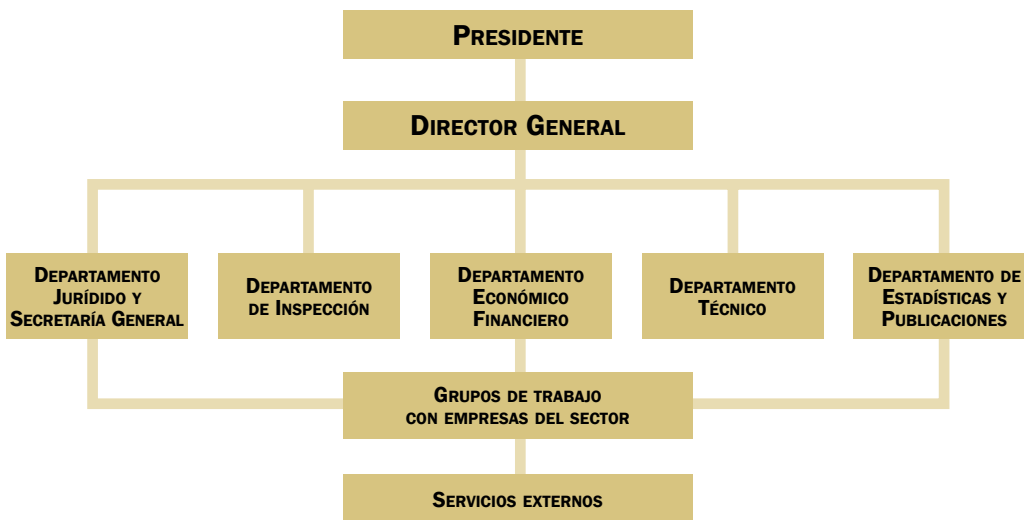 Presidente
Director General
Departamento
Jurídido y
Secretaría General
Departamento
de Inspección
Departamento
Económico
Financiero
Departamento
Técnico
Departamento de
Estadísticas y
Publicaciones
Grupos de trabajo
con empresas del sector
Servicios externos